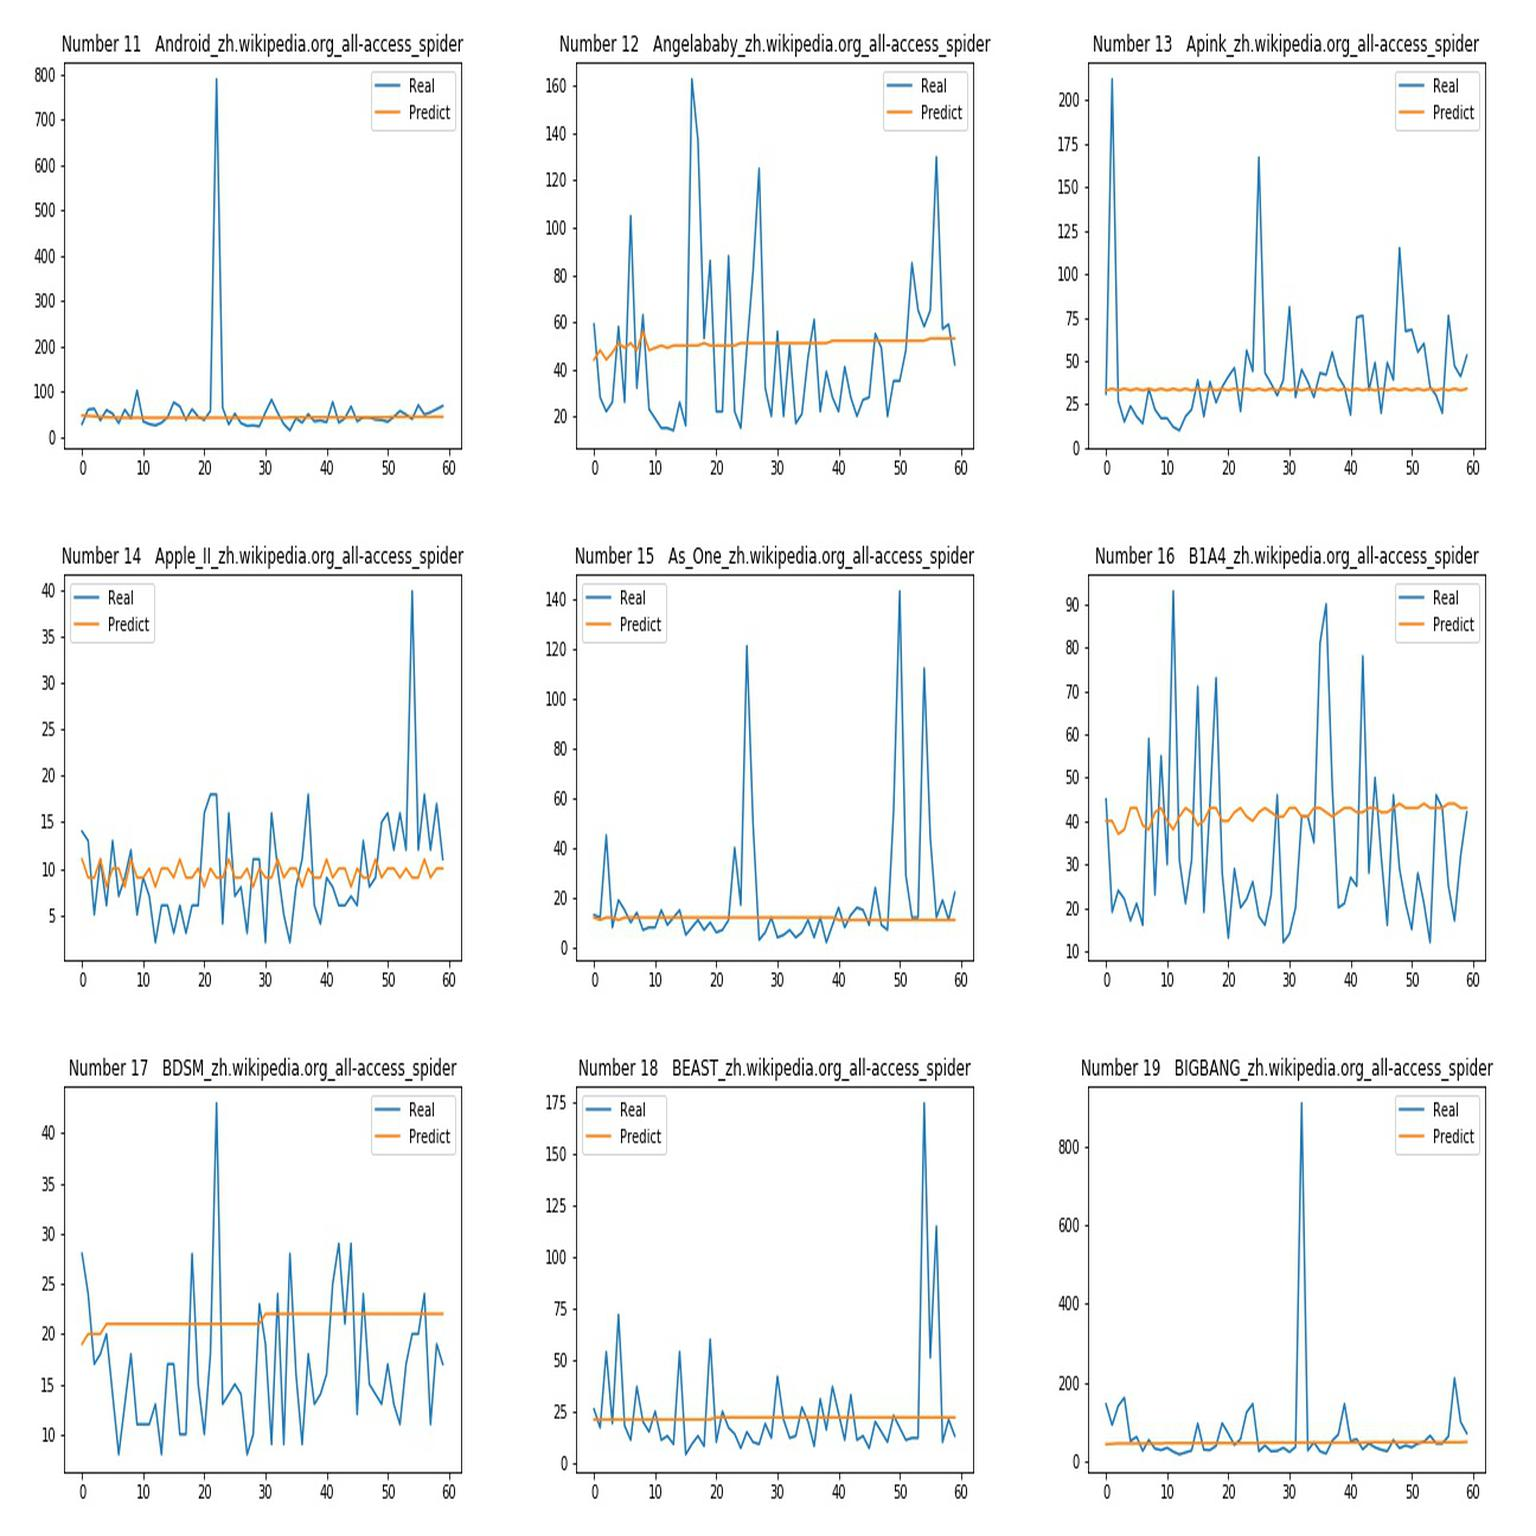 Number 11   Android_zh.wikipedia.org_all-access_spider
800
700
600
500
400
300
200
100
0
Real
Predict
0 10 20 30 40 50 60
Number 12   Angelababy_zh.wikipedia.org_all-access_spider
160
140
120
100
80
60
40
20
Real
Predict
0 10 20 30 40 50 60
Number 13   Apink_zh.wikipedia.org_all-access_spider
200
175
150
125
100
75
50
25
0
Real
Predict
0 10 20 30 40 50 60
Number 14   Apple_II_zh.wikipedia.org_all-access_spider
40
35
30
25
20
15
10
5
Real
Predict
0 10 20 30 40 50 60
Number 15   As_One_zh.wikipedia.org_all-access_spider
140
120
100
80
60
40
20
0
Real
Predict
0 10 20 30 40 50 60
Number 16   B1A4_zh.wikipedia.org_all-access_spider
90
80
70
60
50
40
30
20
10
Real
Predict
0 10 20 30 40 50 60
Number 17   BDSM_zh.wikipedia.org_all-access_spider
40
35
30
25
20
15
10
Real
Predict
0 10 20 30 40 50 60
Number 18   BEAST_zh.wikipedia.org_all-access_spider
175
150
125
100
75
50
25
0
Real
Predict
0 10 20 30 40 50 60
Number 19   BIGBANG_zh.wikipedia.org_all-access_spider
800
600
400
200
0
Real
Predict
0 10 20 30 40 50 60